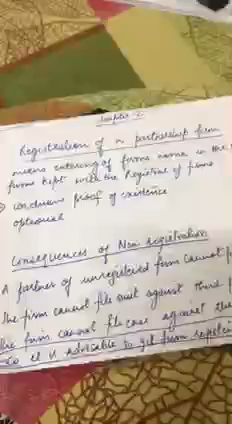 Chapter-2
Registration of a partnership firm
means entering of firms name in the
firms kept with the Registrar of firms
conclusive proof of existence
optional
Consequences of Non registration
A partner of unregistered firm cannot
The firm cannot file suit against third
The firm cannot file case against the
So it is advisable to get firm